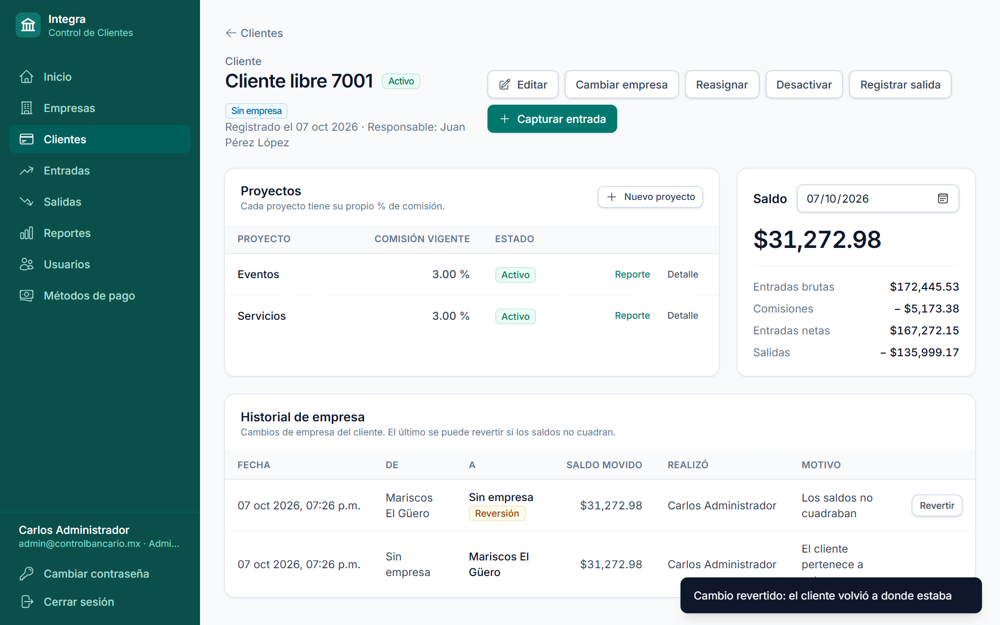 Integra
Control de Clientes
Inicio
Empresas
Clientes
Entradas
Salidas
Reportes
Usuarios
Métodos de pago
Carlos Administrador
admin@controlbancario.mx · Admi...
Cambiar contraseña
Cerrar sesión
Clientes
Cliente
Cliente libre 7001 Activo
Sin empresa
Registrado el 07 oct 2026 · Responsable: Juan
Pérez López
Editar Cambiar empresa Reasignar Desactivar Registrar salida
Capturar entrada
Proyectos
Cada proyecto tiene su propio % de comisión.
Nuevo proyecto
PROYECTO COMISIÓN VIGENTE ESTADO
Eventos 3.00 % Activo Reporte Detalle
Servicios 3.00 % Activo Reporte Detalle
Saldo 07/10/2026
$31,272.98
Entradas brutas $172,445.53
Comisiones − $5,173.38
Entradas netas $167,272.15
Salidas − $135,999.17
Historial de empresa
Cambios de empresa del cliente. El último se puede revertir si los saldos no cuadran.
FECHA DE A SALDO MOVIDO REALIZÓ MOTIVO
07 oct 2026, 07:26 p.m. Mariscos El Güero Sin empresa Reversión $31,272.98 Carlos Administrador Los saldos no cuadraban Revertir
07 oct 2026, 07:26 p.m. Sin empresa Mariscos El Güero $31,272.98 Carlos Administrador El cliente pertenece a
Cambio revertido: el cliente volvió a donde estaba